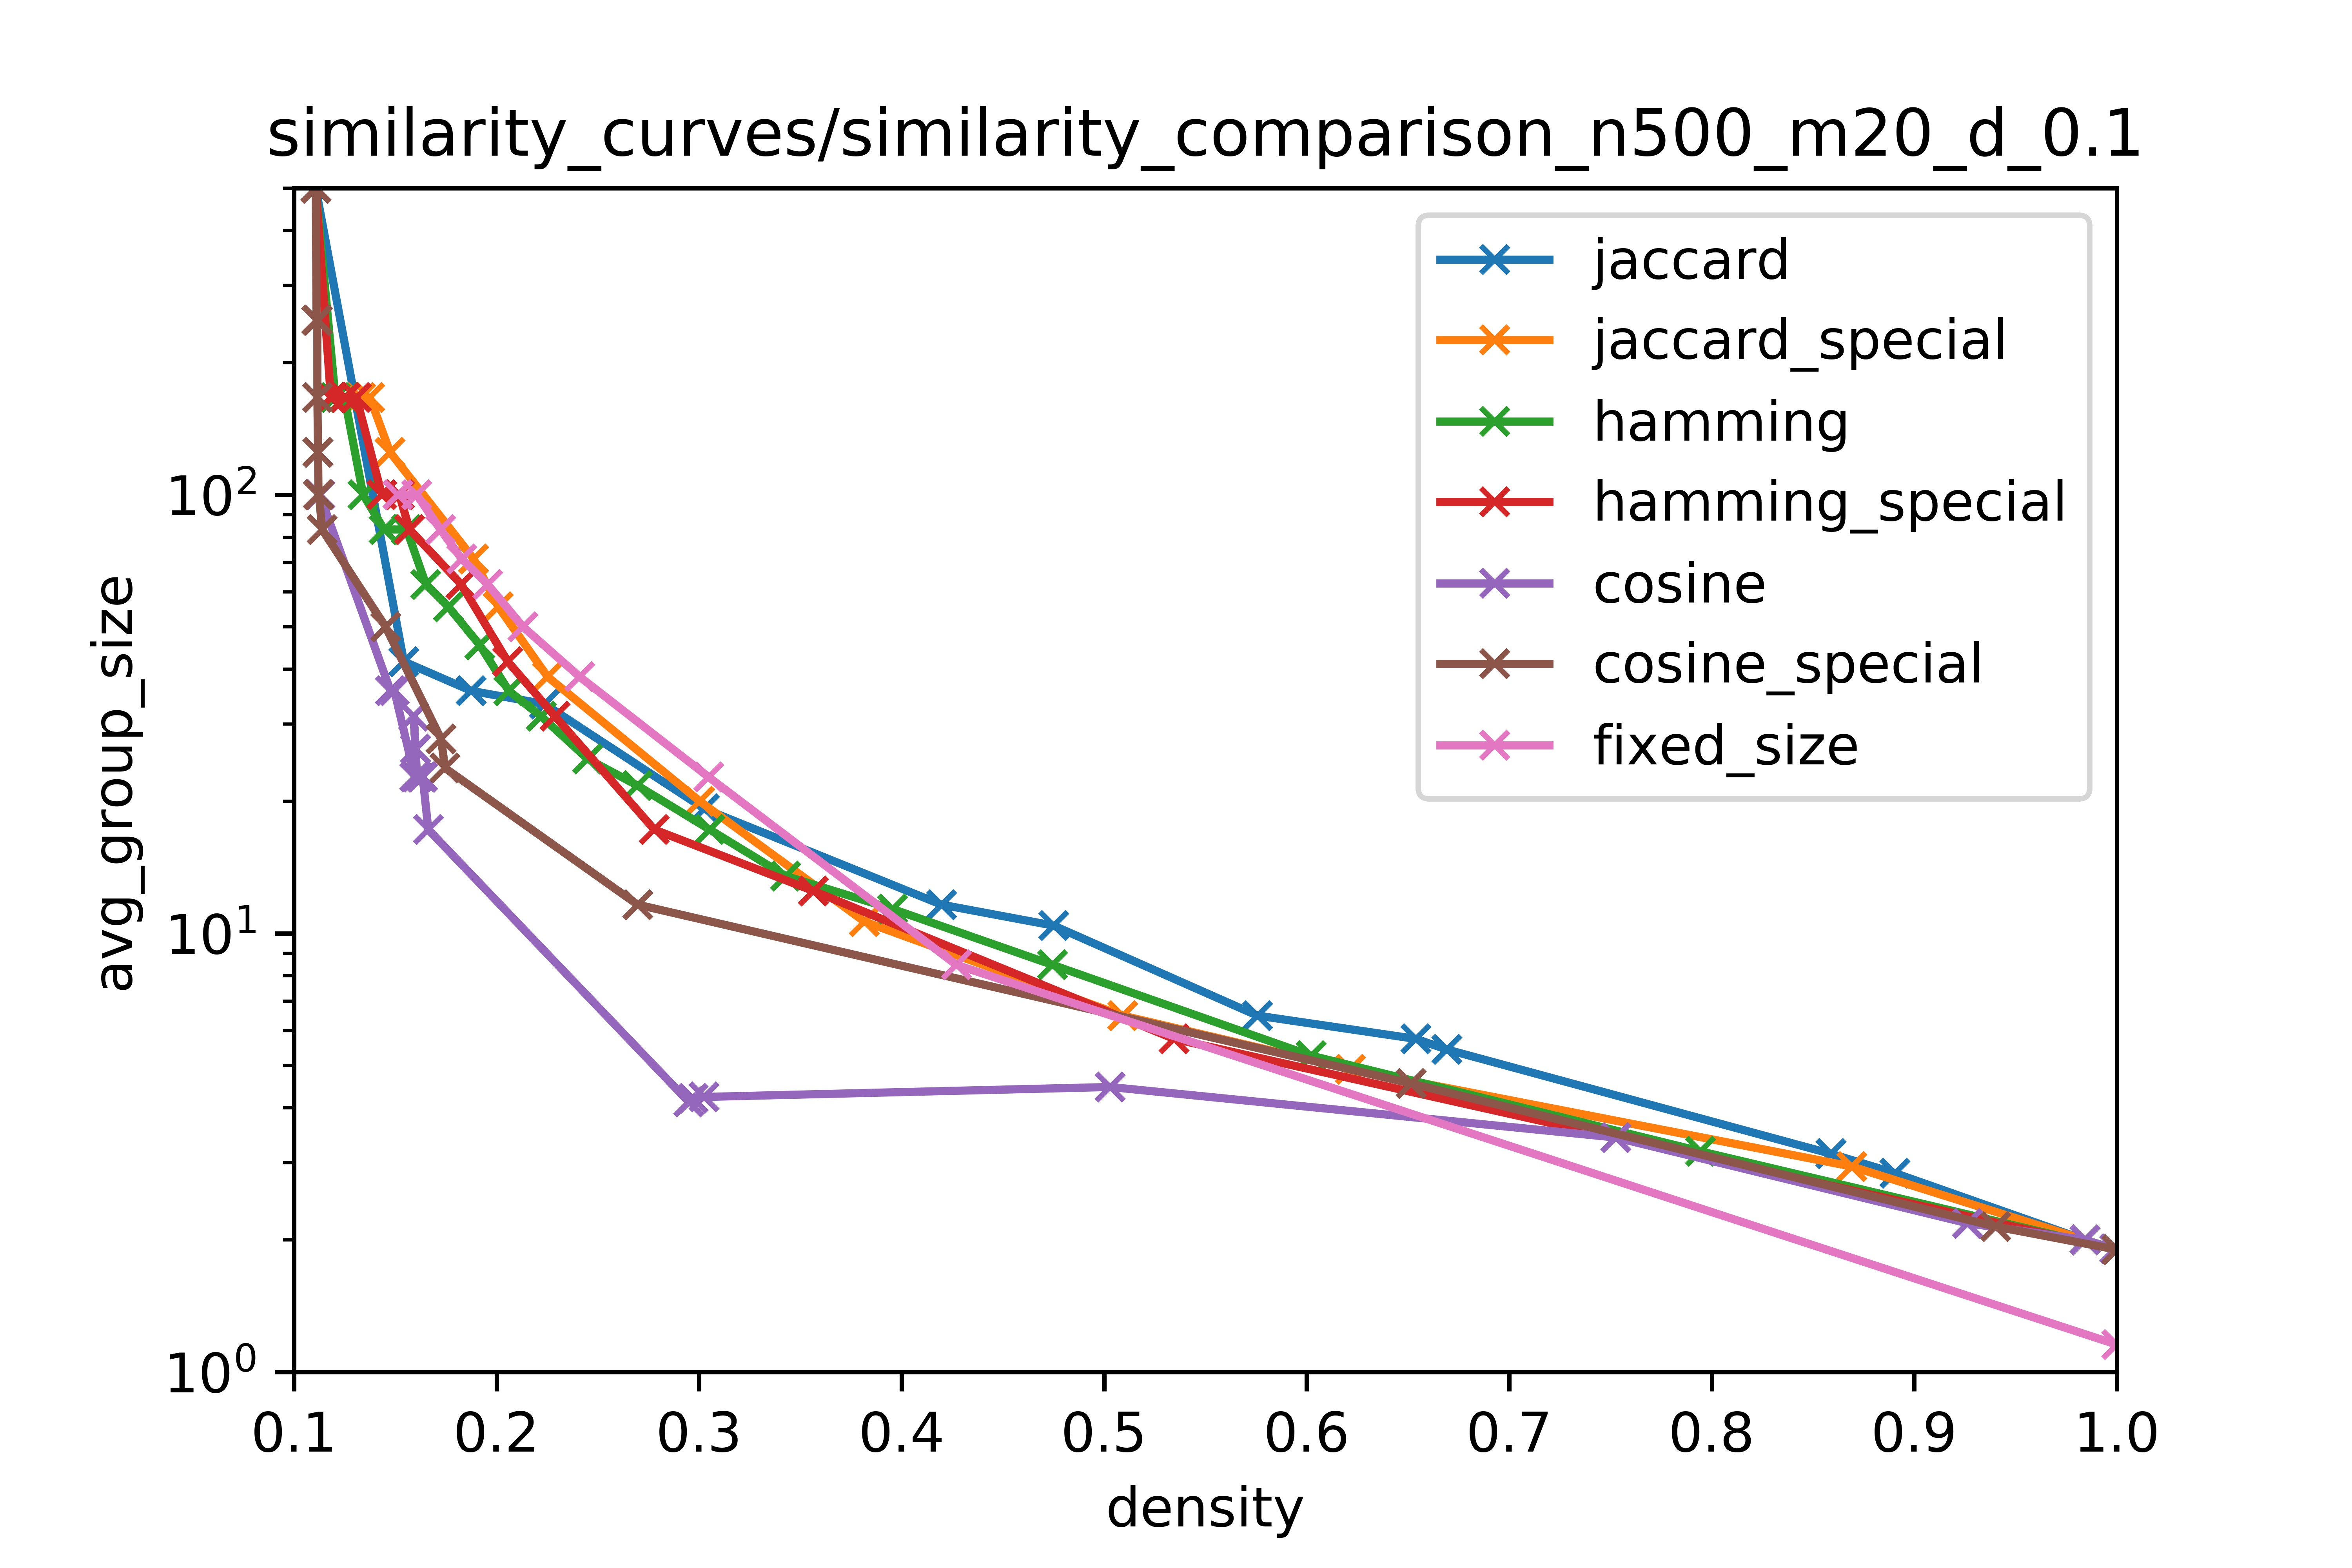 similarity_curves/similarity_comparison_n500_m20_d_0.1
jaccard
jaccard_special
hamming
hamming_special
cosine
cosine_special
fixed_size
avg_group_size
10²
10¹
10⁰
0.1 0.2 0.3 0.4 0.5 0.6 0.7 0.8 0.9 1.0
density